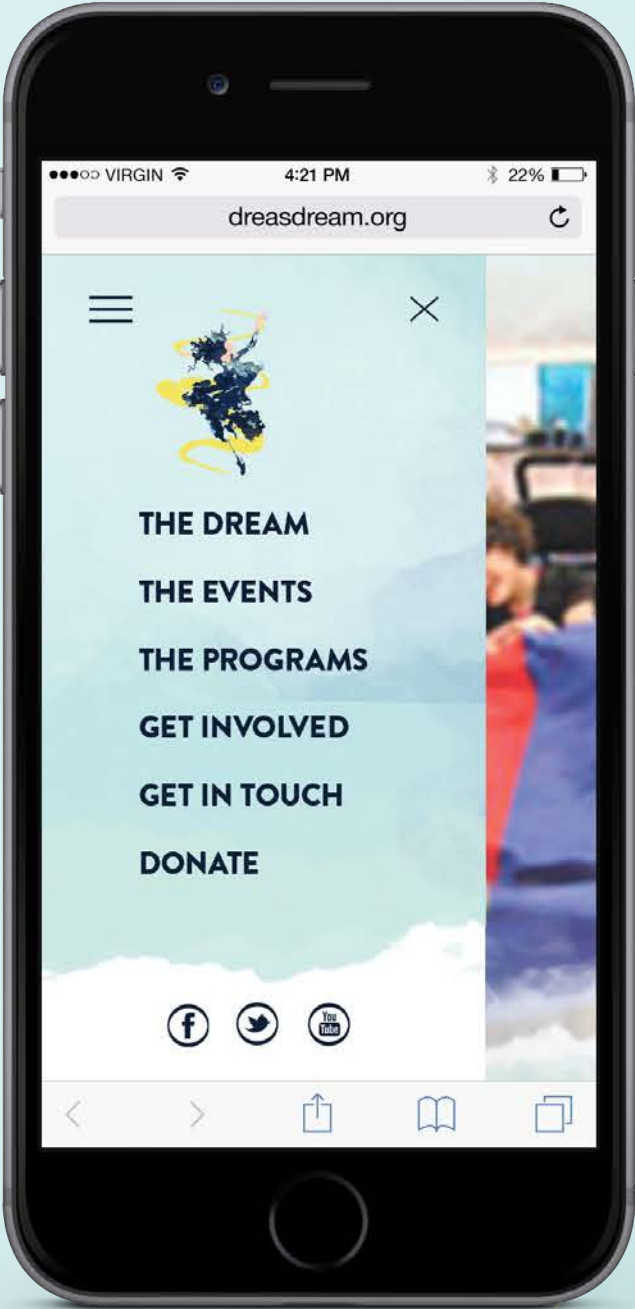 VIRGIN 4:21 PM 22%
dreasdream.org
THE DREAM
THE EVENTS
THE PROGRAMS
GET INVOLVED
GET IN TOUCH
DONATE
f You Tube